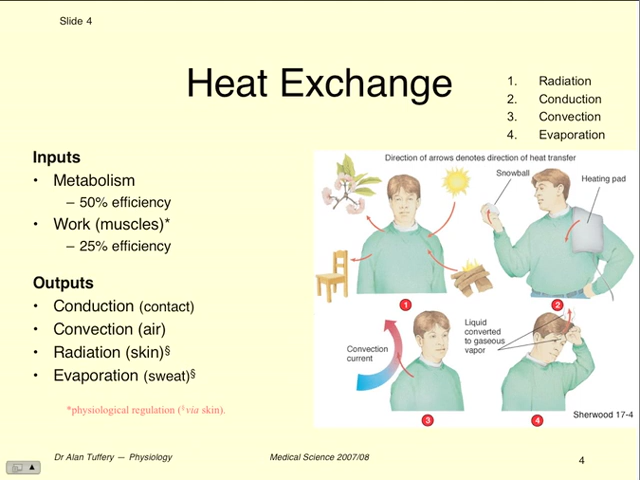 Slide 4
Heat Exchange
1. Radiation
2. Conduction
3. Convection
4. Evaporation
Inputs
• Metabolism
– 50% efficiency
• Work (muscles)*
– 25% efficiency
Outputs
• Conduction (contact)
• Convection (air)
• Radiation (skin)§
• Evaporation (sweat)§
*physiological regulation (§via skin).
Direction of arrows denotes direction of heat transfer
Snowball
Heating pad
1
2
Convection
current
Liquid
converted
to gaseous
vapor
3
4
Sherwood 17-4
Dr Alan Tuffery — Physiology
Medical Science 2007/08
4